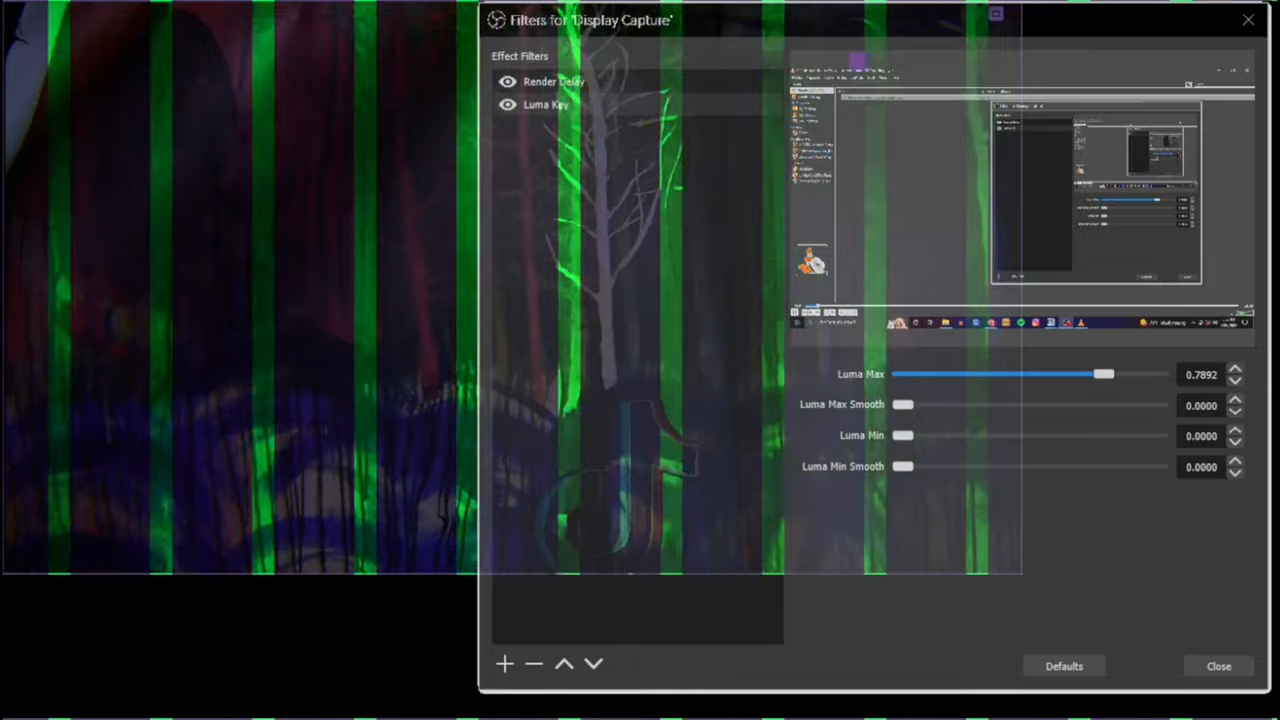 Filters for 'Display Capture'
Effect Filters
Render Delay
Luma Key
Luma Max 0.7892
Luma Max Smooth 0.0000
Luma Min 0.0000
Luma Min Smooth 0.0000
Defaults Close